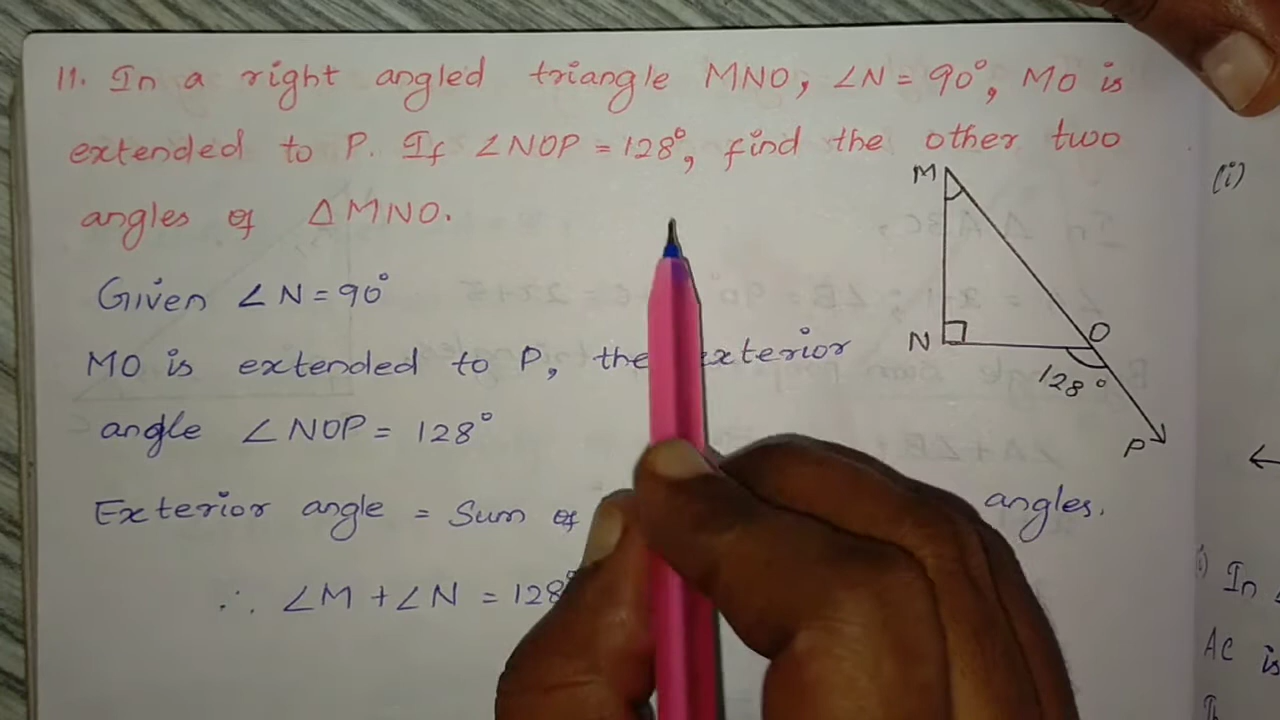 11. In a right angled triangle MNO, ∠N = 90°, MO is
extended to P. If ∠NOP = 128°, find the other two
angles of △MNO.
Given ∠N = 90°
MO is extended to P, the exterior
angle ∠NOP = 128°
Exterior angle = Sum of angles.
∴ ∠M + ∠N = 128°
M
N
O
128°
P
(i)
In
AC is